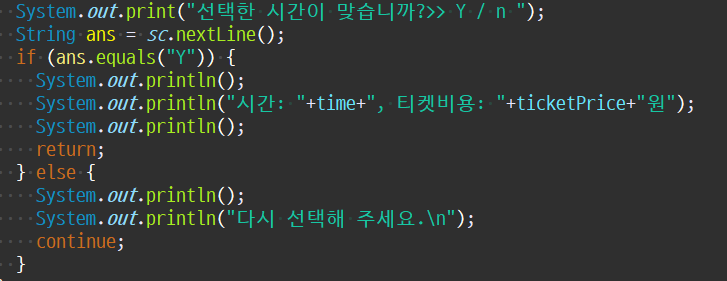 System.out.print("선택한 시간이 맞습니까?>> Y / n ");
String ans = sc.nextLine();
if (ans.equals("Y")) {
System.out.println();
System.out.println("시간: "+time+", 티켓비용: "+ticketPrice+"원");
System.out.println();
return;
} else {
System.out.println();
System.out.println("다시 선택해 주세요.\n");
continue;
}